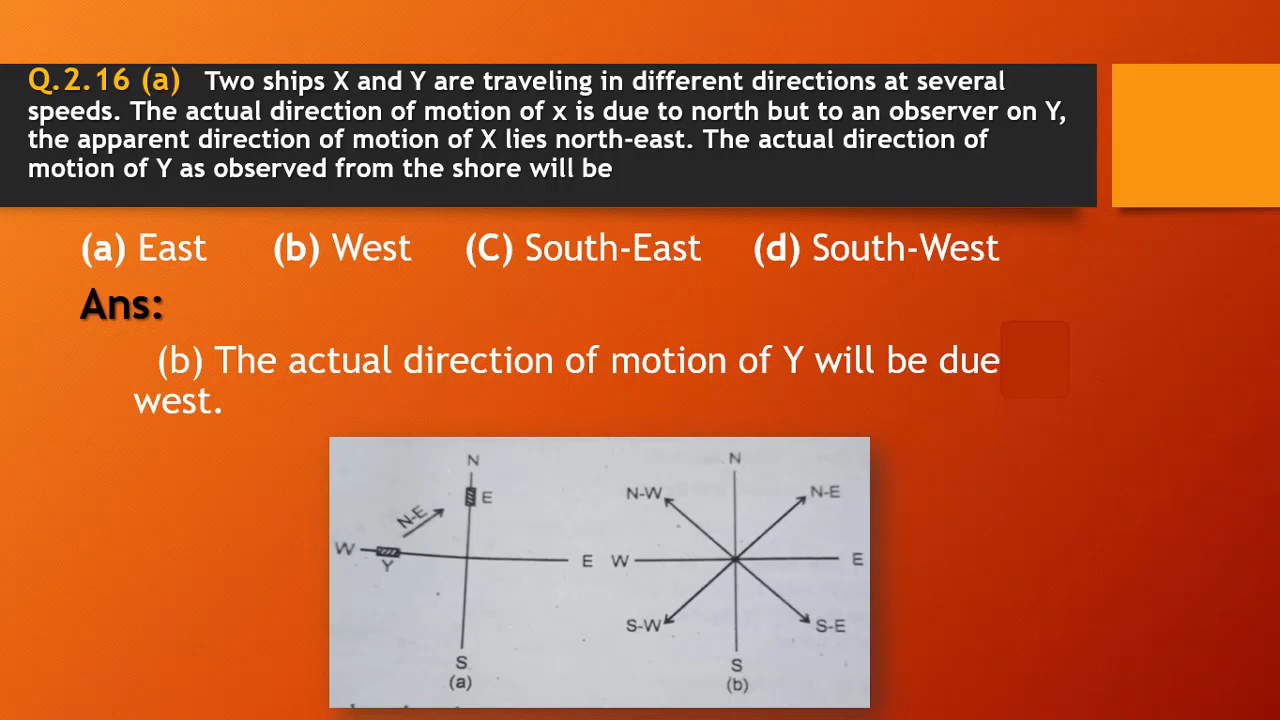 Q.2.16 (a) Two ships X and Y are traveling in different directions at several
speeds. The actual direction of motion of x is due to north but to an observer on Y,
the apparent direction of motion of X lies north-east. The actual direction of
motion of Y as observed from the shore will be
(a) East (b) West (C) South-East (d) South-West
Ans:
(b) The actual direction of motion of Y will be due
west.
N
E
N-E
W
Y
E
S
(a)
N
N-W
N-E
W
E
S-W
S-E
S
(b)